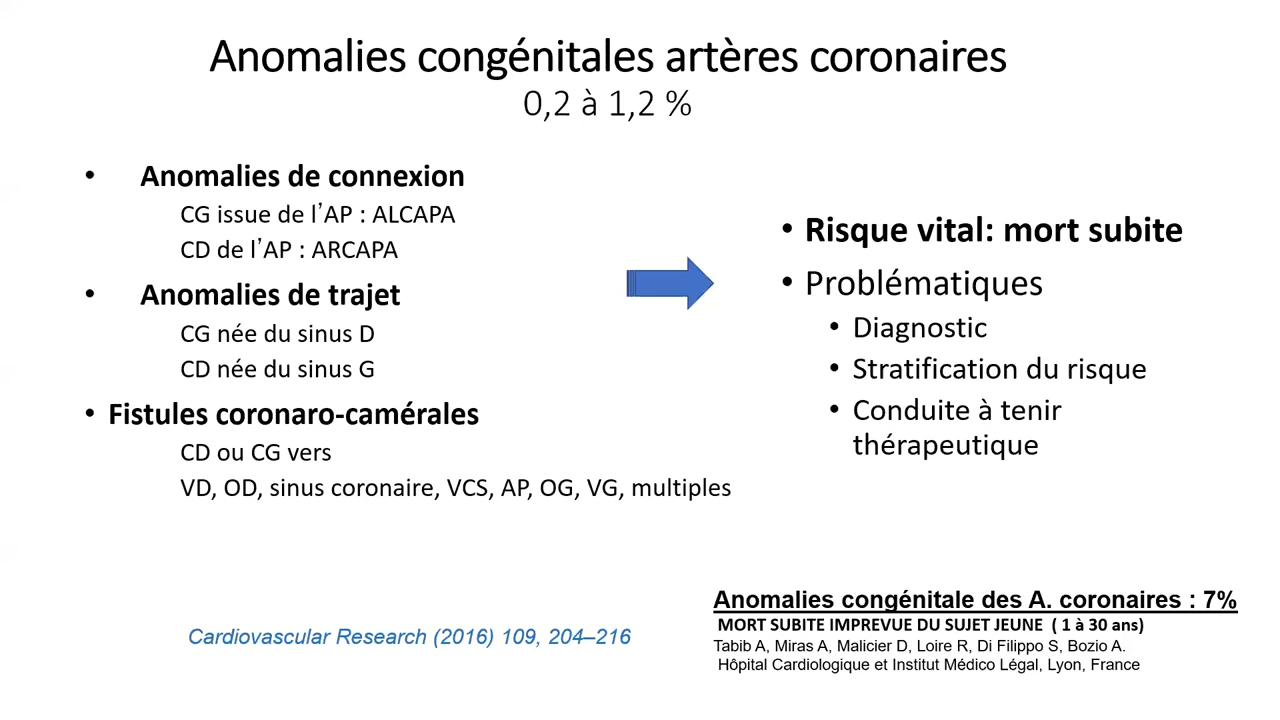 Anomalies congénitales artères coronaires
0,2 à 1,2 %
• Anomalies de connexion
CG issue de l’AP : ALCAPA
CD de l’AP : ARCAPA
• Anomalies de trajet
CG née du sinus D
CD née du sinus G
• Fistules coronaro-camérales
CD ou CG vers
VD, OD, sinus coronaire, VCS, AP, OG, VG, multiples
• Risque vital: mort subite
• Problématiques
• Diagnostic
• Stratification du risque
• Conduite à tenir
thérapeutique
Cardiovascular Research (2016) 109, 204–216
Anomalies congénitale des A. coronaires : 7%
MORT SUBITE IMPREVUE DU SUJET JEUNE ( 1 à 30 ans)
Tabib A, Miras A, Malicier D, Loire R, Di Filippo S, Bozio A.
Hôpital Cardiologique et Institut Médico Légal, Lyon, France